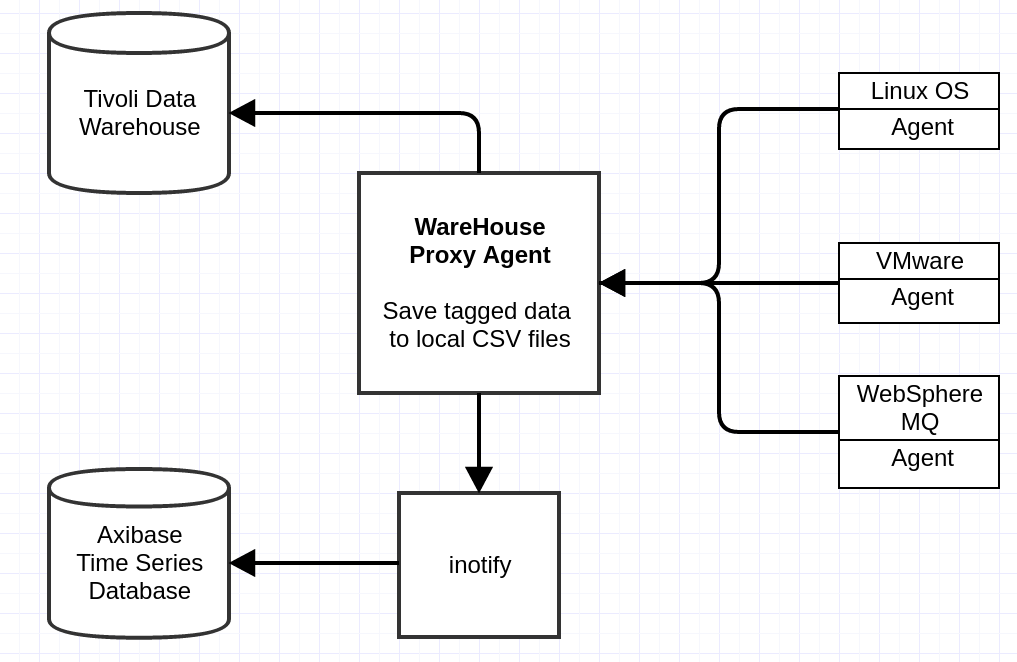 Tivoli Data
Warehouse
WareHouse
Proxy Agent
Save tagged data
to local CSV files
Linux OS
Agent
VMware
Agent
WebSphere
MQ
Agent
Axibase
Time Series
Database
inotify